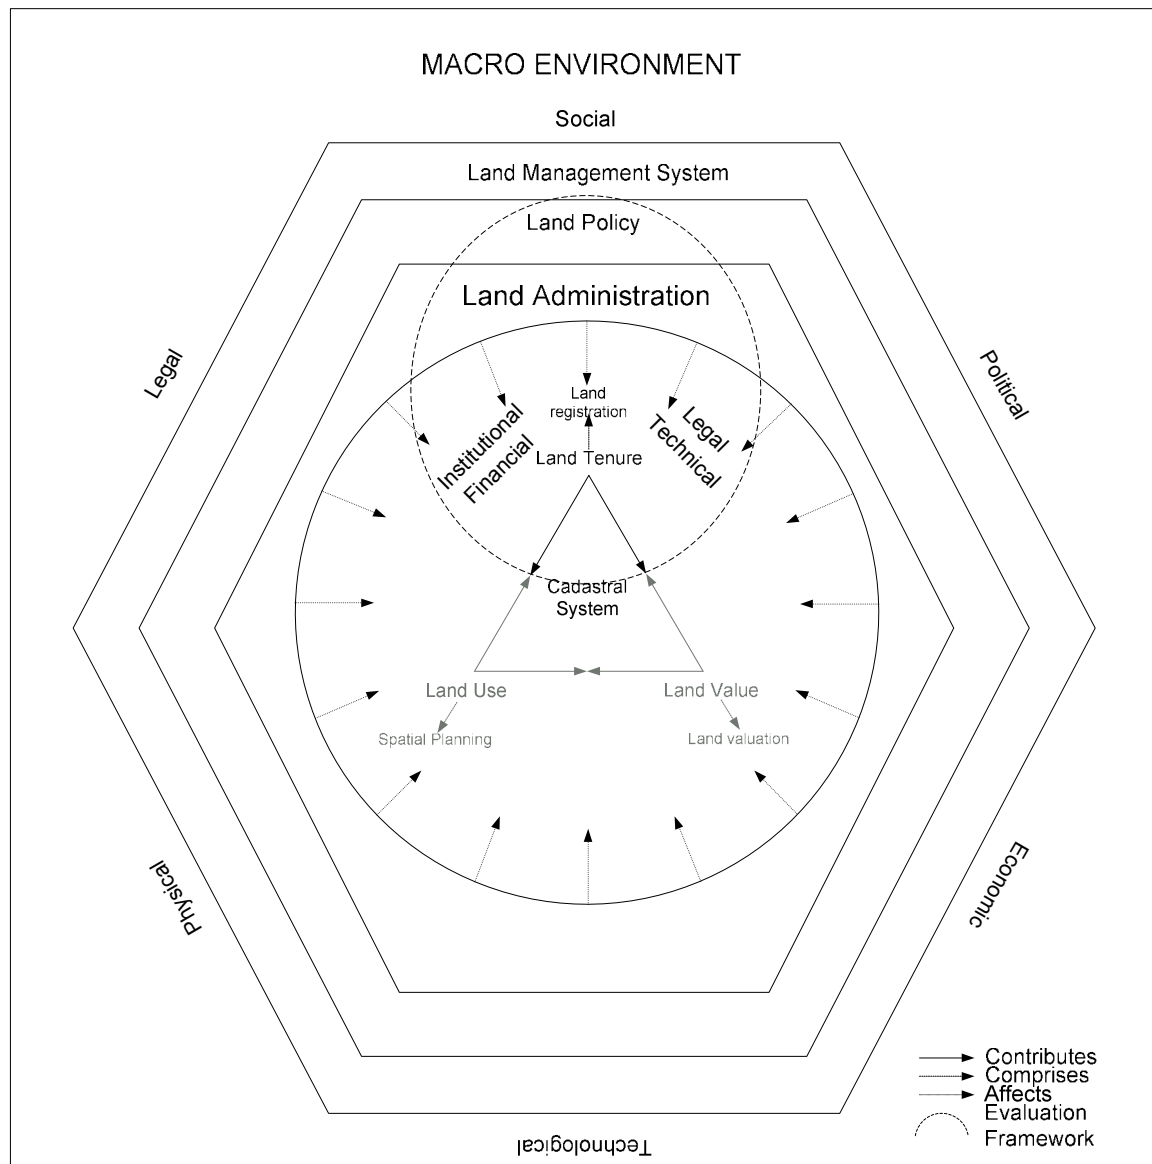 MACRO ENVIRONMENT
Social
Land Management System
Land Policy
Land Administration
Legal
Political
Land
registration
Institutional
Financial
Legal
Technical
Land Tenure
Cadastral
System
Land Use
Land Value
Spatial Planning
Land valuation
Physical
Economic
Technological
Contributes
Comprises
Affects
Evaluation
Framework